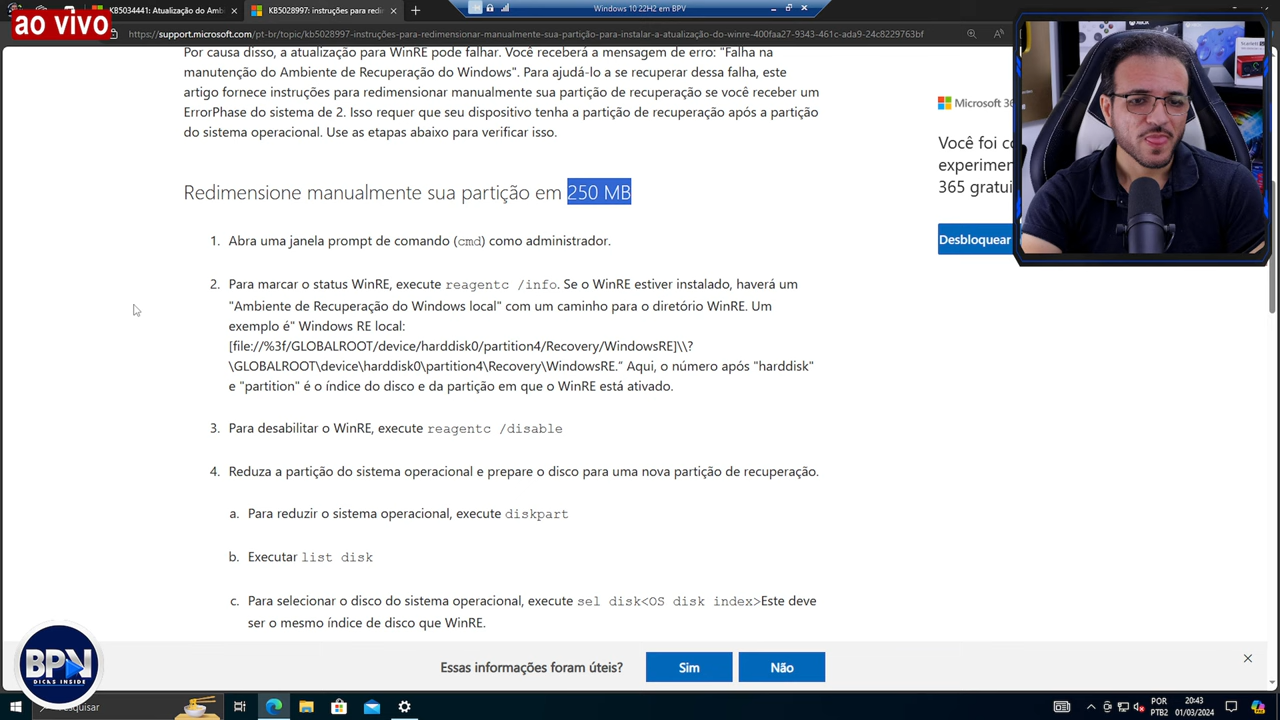 KB5034441: Atualização do Amb
KB5028997: instruções para redi
Windows 10 22H2 em BPV
ao vivo
https://support.microsoft.com/pt-br/topic/kb5028997-instruções-para-redimensionar-manualmente-sua-partição-para-instalar-a-atualização-do-winre-400faa27-9343-461c-ada9-24c8229763bf
Por causa disso, a atualização para WinRE pode falhar. Você receberá a mensagem de erro: "Falha na
manutenção do Ambiente de Recuperação do Windows". Para ajudá-lo a se recuperar dessa falha, este
artigo fornece instruções para redimensionar manualmente sua partição de recuperação se você receber um
ErrorPhase do sistema de 2. Isso requer que seu dispositivo tenha a partição de recuperação após a partição
do sistema operacional. Use as etapas abaixo para verificar isso.
Microsoft 36
Você foi c
experimen
365 gratui
Desbloquear
Redimensione manualmente sua partição em 250 MB
1. Abra uma janela prompt de comando (cmd) como administrador.
2. Para marcar o status WinRE, execute reagentc /info. Se o WinRE estiver instalado, haverá um
"Ambiente de Recuperação do Windows local" com um caminho para o diretório WinRE. Um
exemplo é" Windows RE local:
[file://%3f/GLOBALROOT/device/harddisk0/partition4/Recovery/WindowsRE]\\?
\GLOBALROOT\device\harddisk0\partition4\Recovery\WindowsRE.” Aqui, o número após "harddisk"
e "partition" é o índice do disco e da partição em que o WinRE está ativado.
3. Para desabilitar o WinRE, execute reagentc /disable
4. Reduza a partição do sistema operacional e prepare o disco para uma nova partição de recuperação.
a. Para reduzir o sistema operacional, execute diskpart
b. Executar list disk
c. Para selecionar o disco do sistema operacional, execute sel disk<OS disk index>Este deve
ser o mesmo índice de disco que WinRE.
Essas informações foram úteis?
Sim
Não
BPV
DICAS INSIDE
squisar
POR
PTB2
20:43
01/03/2024